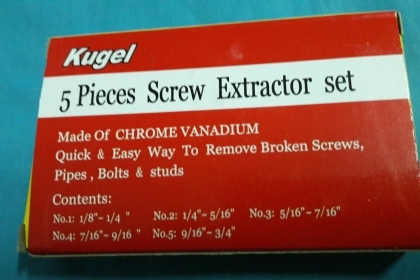 Kugel
5 Pieces Screw Extractor set
Made Of CHROME VANADIUM
Quick & Easy Way To Remove Broken Screws,
Pipes , Bolts & studs
Contents:
No.1: 1/8"~ 1/4 " No.2: 1/4"~ 5/16" No.3: 5/16"~ 7/16"
No.4: 7/16"~ 9/16 " No.5: 9/16"~ 3/4"